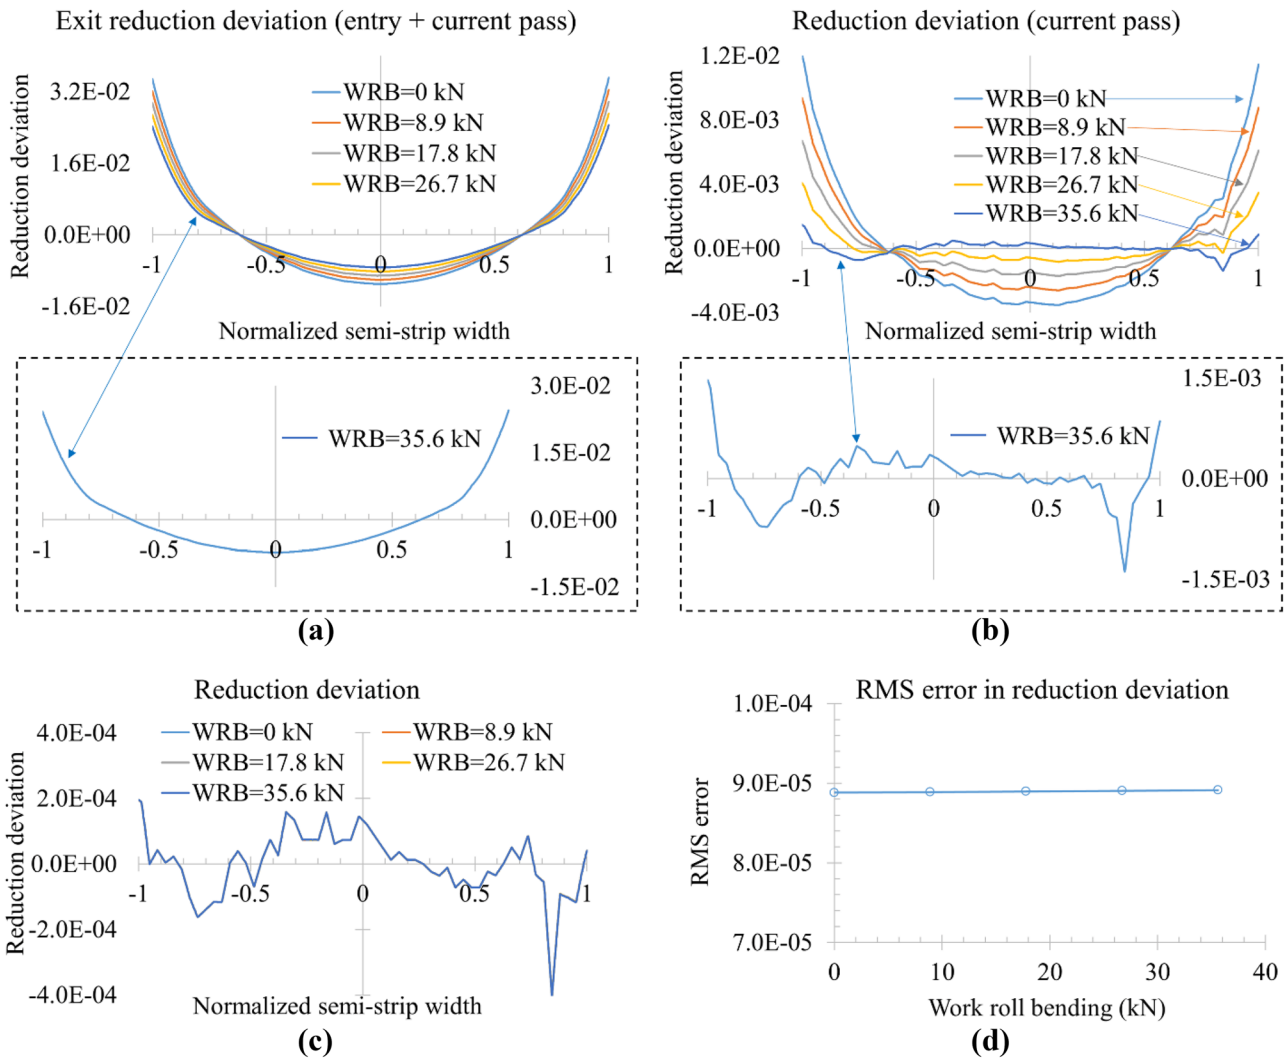 (a)
(b)
Exit reduction deviation (entry + current pass)
Reduction deviation
3.2E-02
1.6E-02
0.0E+00
-1.6E-02
WRB=0 kN
WRB=8.9 kN
WRB=17.8 kN
WRB=26.7 kN
-1
-0.5
0
0.5
1
Normalized semi-strip width
3.0E-02
1.5E-02
0.0E+00
-1.5E-02
WRB=35.6 kN
-1
-0.5
0
0.5
1
(a)
Reduction deviation (current pass)
Reduction deviation
1.2E-02
8.0E-03
4.0E-03
0.0E+00
-4.0E-03
WRB=0 kN
WRB=8.9 kN
WRB=17.8 kN
WRB=26.7 kN
WRB=35.6 kN
-1
-0.5
0
0.5
1
Normalized semi-strip width
1.5E-03
0.0E+00
-1.5E-03
WRB=35.6 kN
-1
-0.5
0
0.5
1
(b)
Reduction deviation
Reduction deviation
4.0E-04
2.0E-04
0.0E+00
-2.0E-04
-4.0E-04
WRB=0 kN
WRB=8.9 kN
WRB=17.8 kN
WRB=26.7 kN
WRB=35.6 kN
-1
-0.5
0
0.5
1
Normalized semi-strip width
(c)
RMS error in reduction deviation
RMS error
1.0E-04
9.0E-05
8.0E-05
7.0E-05
0
10
20
30
40
Work roll bending (kN)
(d)